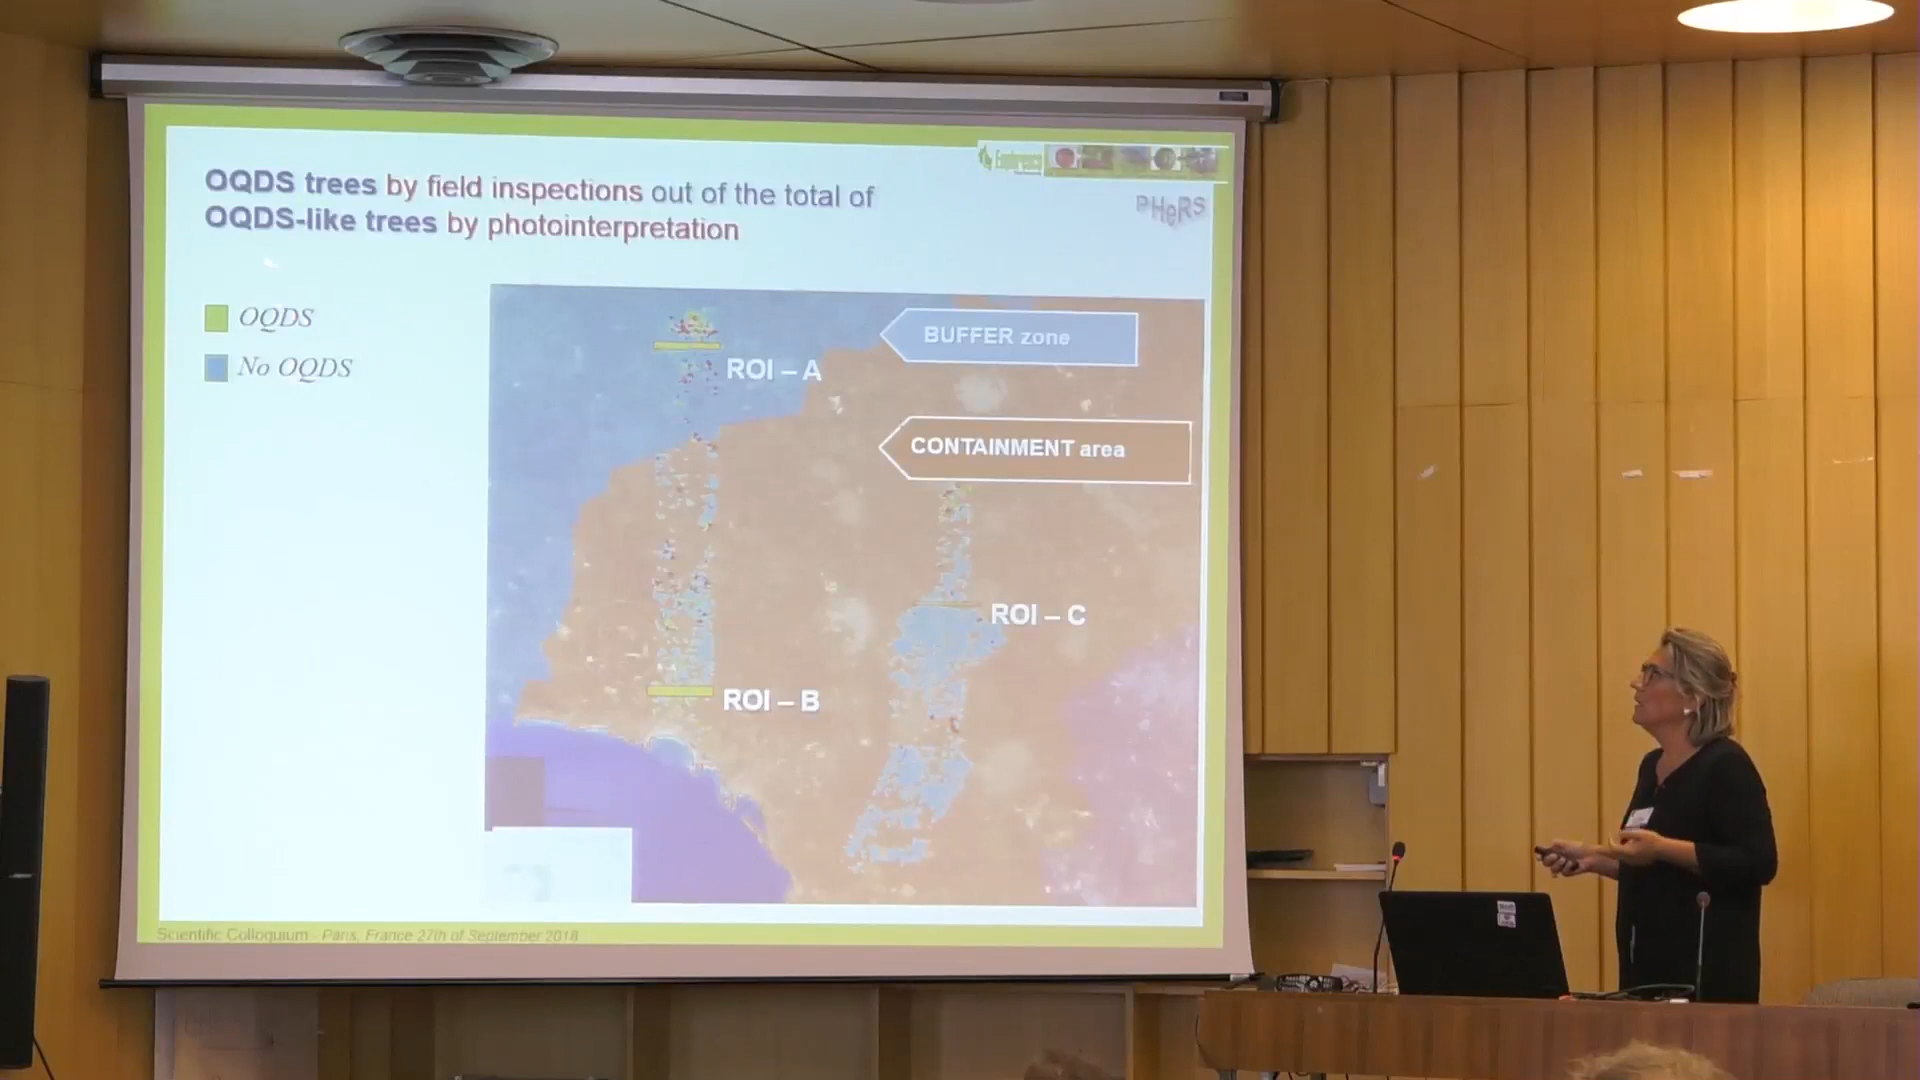 OQDS trees by field inspections out of the total of
OQDS-like trees by photointerpretation
PHeRS
OQDS
No OQDS
BUFFER zone
ROI – A
CONTAINMENT area
ROI – C
ROI – B
Scientific Colloquium - Paris, France 27th of September 2018